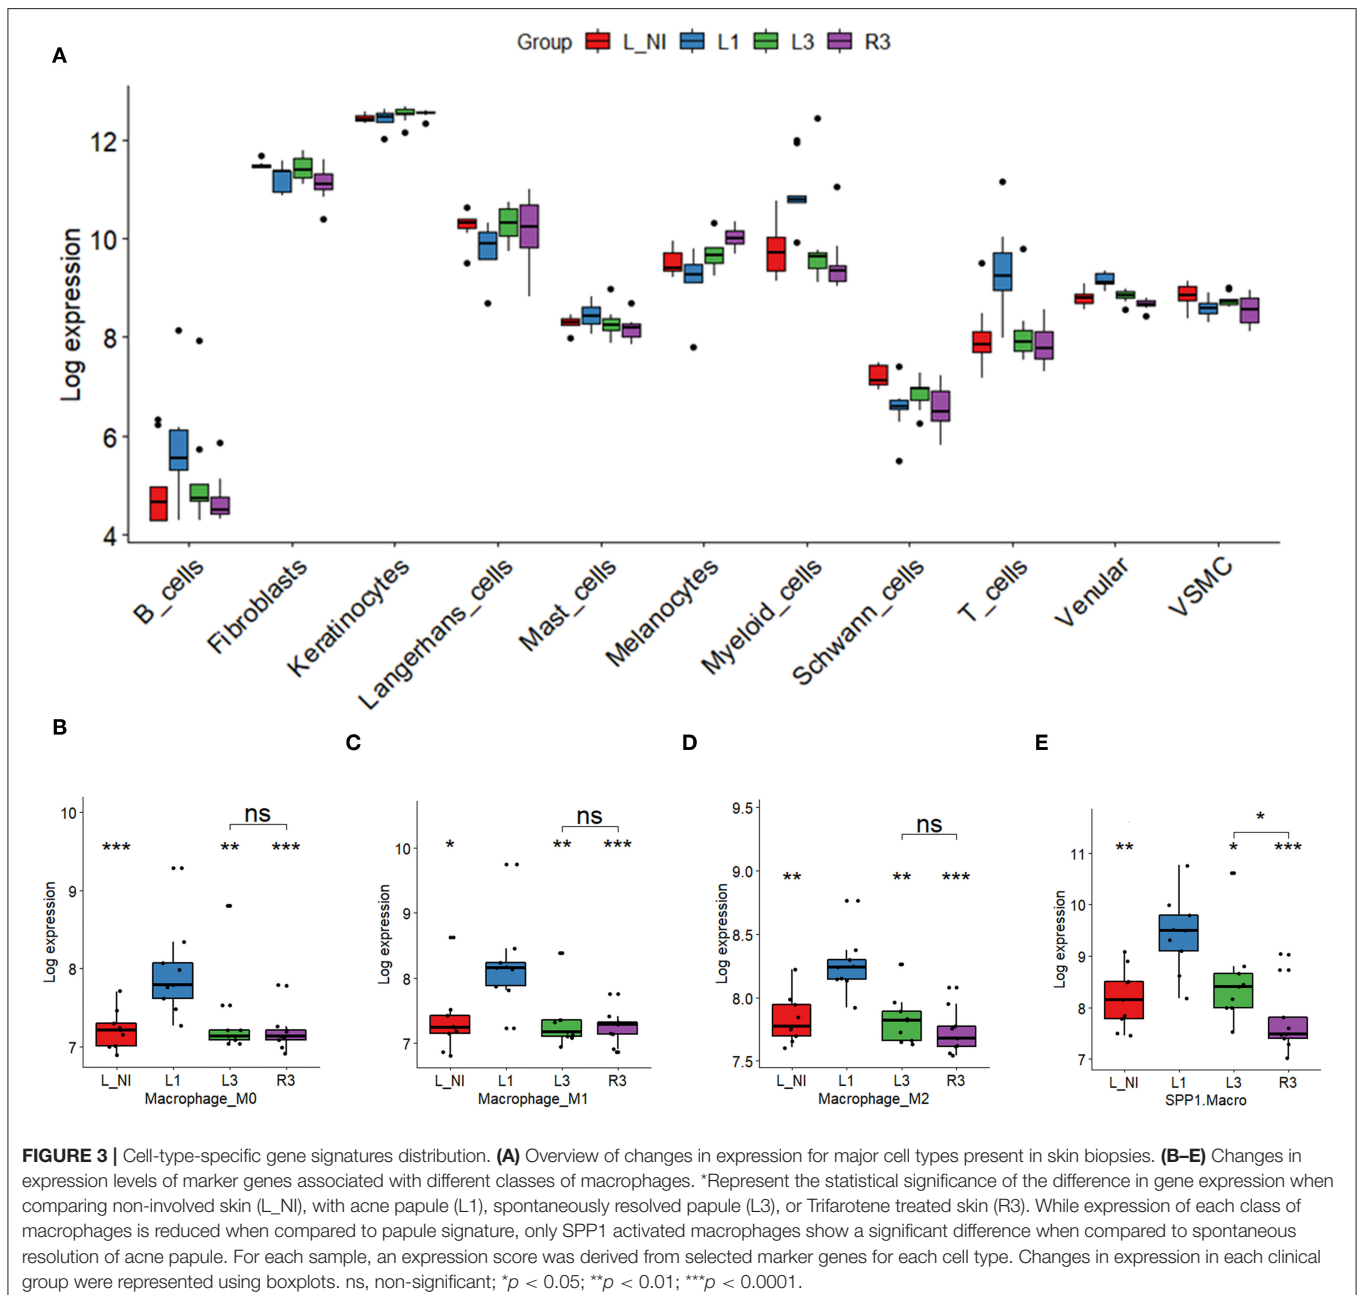 A
Group L_NI L1 L3 R3
Log expression
12
10
8
6
4
B_cells
Fibroblasts
Keratinocytes
Langerhans_cells
Mast_cells
Melanocytes
Myeloid_cells
Schwann_cells
T_cells
Venular
VSMC
B
Log expression
10
9
8
7
*** ** ***
ns
L_NI L1 L3 R3
Macrophage_M0
C
Log expression
10
9
8
7
* ** ***
ns
L_NI L1 L3 R3
Macrophage_M1
D
Log expression
9.5
9.0
8.5
8.0
7.5
** ** ***
ns
L_NI L1 L3 R3
Macrophage_M2
E
Log expression
11
10
9
8
7
** * ***
*
L_NI L1 L3 R3
SPP1.Macro
FIGURE 3 | Cell-type-specific gene signatures distribution. (A) Overview of changes in expression for major cell types present in skin biopsies. (B–E) Changes in
expression levels of marker genes associated with different classes of macrophages. *Represent the statistical significance of the difference in gene expression when
comparing non-involved skin (L_NI), with acne papule (L1), spontaneously resolved papule (L3), or Trifarotene treated skin (R3). While expression of each class of
macrophages is reduced when compared to papule signature, only SPP1 activated macrophages show a significant difference when compared to spontaneous
resolution of acne papule. For each sample, an expression score was derived from selected marker genes for each cell type. Changes in expression in each clinical
group were represented using boxplots. ns, non-significant; *p < 0.05; **p < 0.01; ***p < 0.0001.